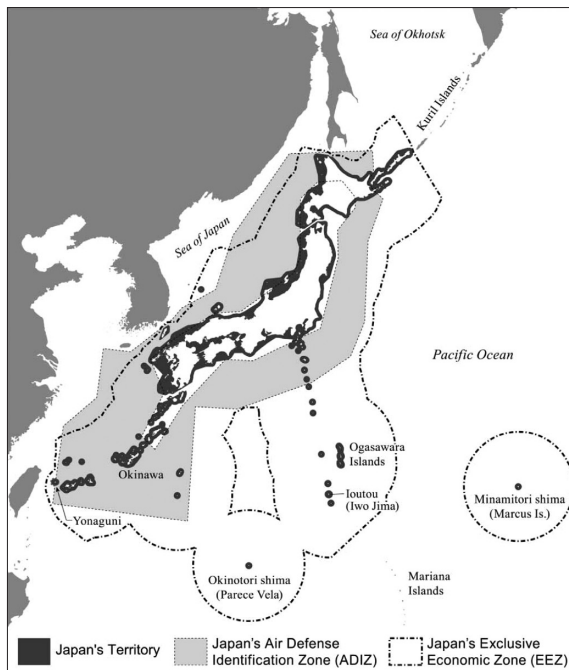 Sea of Okhotsk
Kuril Islands
Sea of Japan
Pacific Ocean
Ogasawara
Islands
Okinawa
Ioutou
(Iwo Jima)
Minamitori shima
(Marcus Is.)
Yonaguni
Okinotori shima
(Parece Vela)
Mariana
Islands
Japan's Territory
Japan's Air Defense
Identification Zone (ADIZ)
Japan's Exclusive
Economic Zone (EEZ)